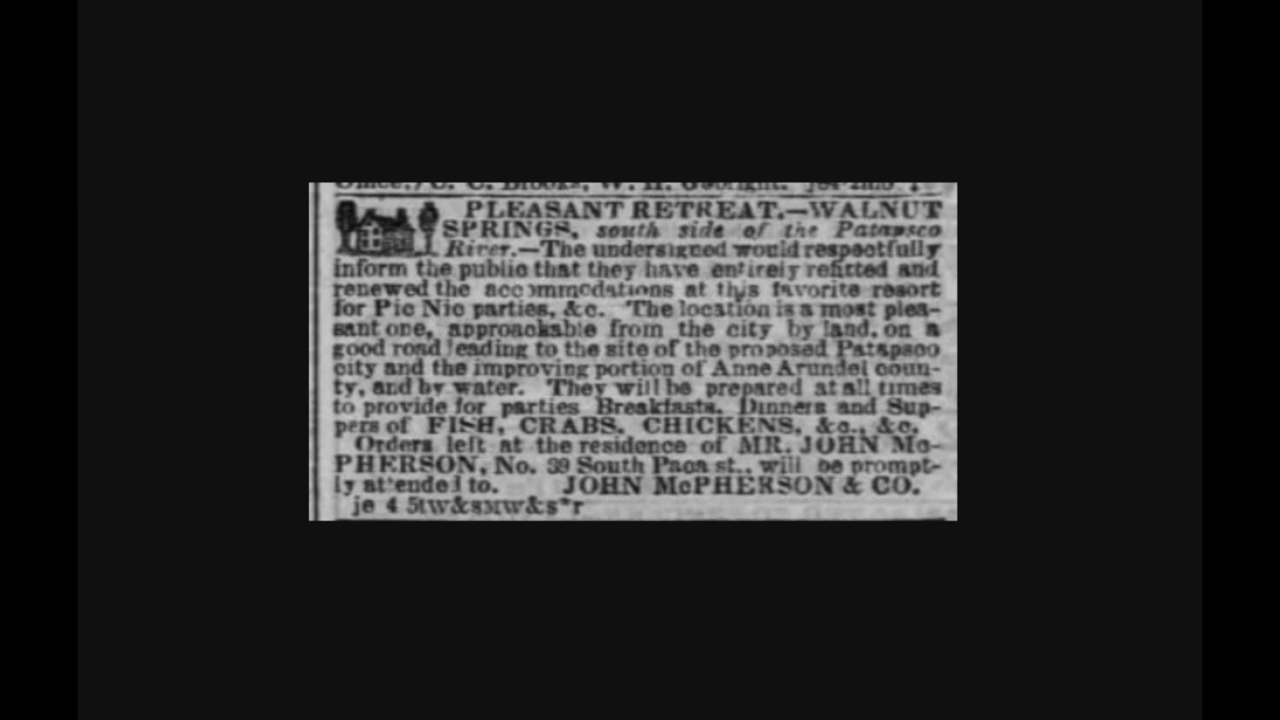 PLEASANT RETREAT.—WALNUT
SPRINGS, south side of the Patapsco
River.—The undersigned would respectfully
inform the public that they have entirely refitted and
renewed the accommodations at this favorite resort
for Pic Nic parties, &c. The location is a most plea-
sant one, approachable from the city by land, on a
good road leading to the site of the proposed Patapsco
city and the improving portion of Anne Arundel coun-
ty, and by water. They will be prepared at all times
to provide for parties Breakfasts, Dinners and Sup-
pers of FISH, CRABS, CHICKENS, &c., &c.
Orders left at the residence of MR. JOHN Mc-
PHERSON, No. 39 South Paca st., will be prompt-
ly attended to. JOHN McPHERSON & CO.
je 4 5tW&SMW&S*r